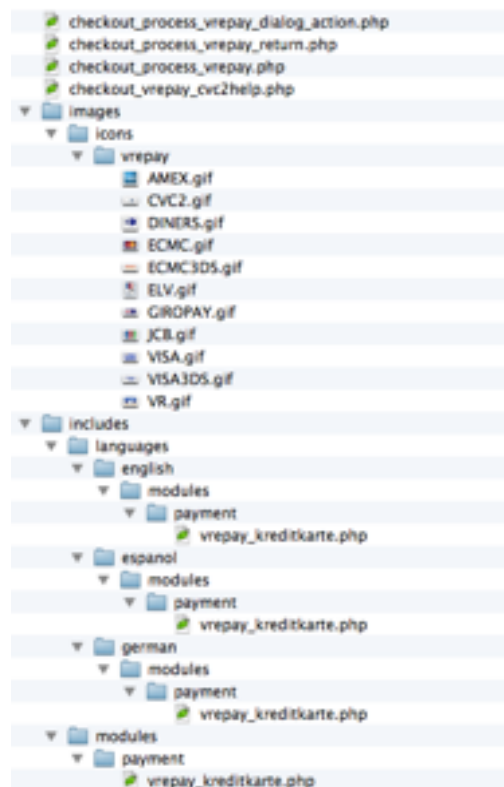 checkout_process_vrepay_dialog_action.php
checkout_process_vrepay_return.php
checkout_process_vrepay.php
checkout_vrepay_cvc2help.php
images
icons
vrepay
AMEX.gif
CVC2.gif
DINERS.gif
ECMC.gif
ECMC3DS.gif
ELV.gif
GIROPAY.gif
JCB.gif
VISA.gif
VISA3DS.gif
VR.gif
includes
languages
english
modules
payment
vrepay_kreditkarte.php
espanol
modules
payment
vrepay_kreditkarte.php
german
modules
payment
vrepay_kreditkarte.php
modules
payment
vrepay_kreditkarte.php